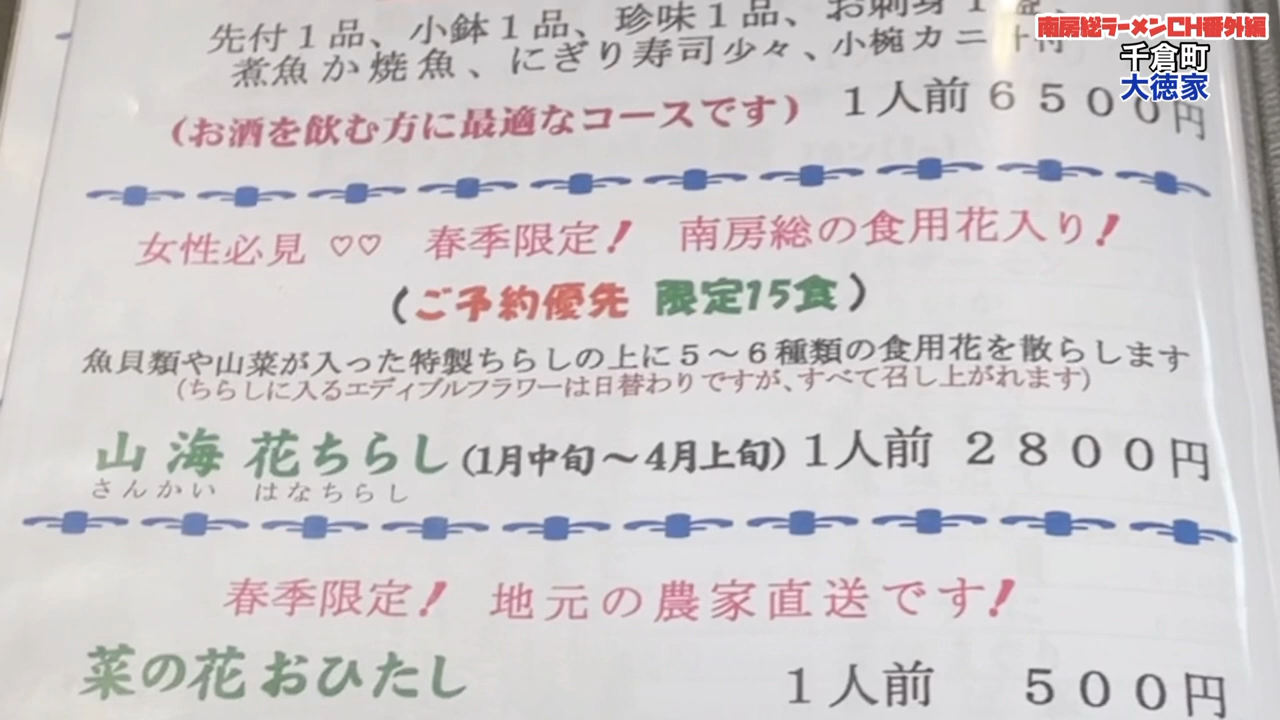 南房総ラーメンCH番外編
千倉町
大徳家
先付１品、小鉢１品、珍味１品、お刺身１
煮魚か焼魚、にぎり寿司少々、小椀カニ汁付
（お酒を飲む方に最適なコースです） １人前 ６５００円
女性必見 ♡♡ 春季限定！ 南房総の食用花入り！
（ご予約優先 限定15食）
魚貝類や山菜が入った特製ちらしの上に５～６種類の食用花を散らします
（ちらしに入るエディブルフラワーは日替わりですが、すべて召し上がれます）
山海 花ちらし（1月中旬～4月上旬）１人前 ２８００円
さんかい はなちらし
春季限定！ 地元の農家直送です！
菜の花おひたし １人前 ５００円